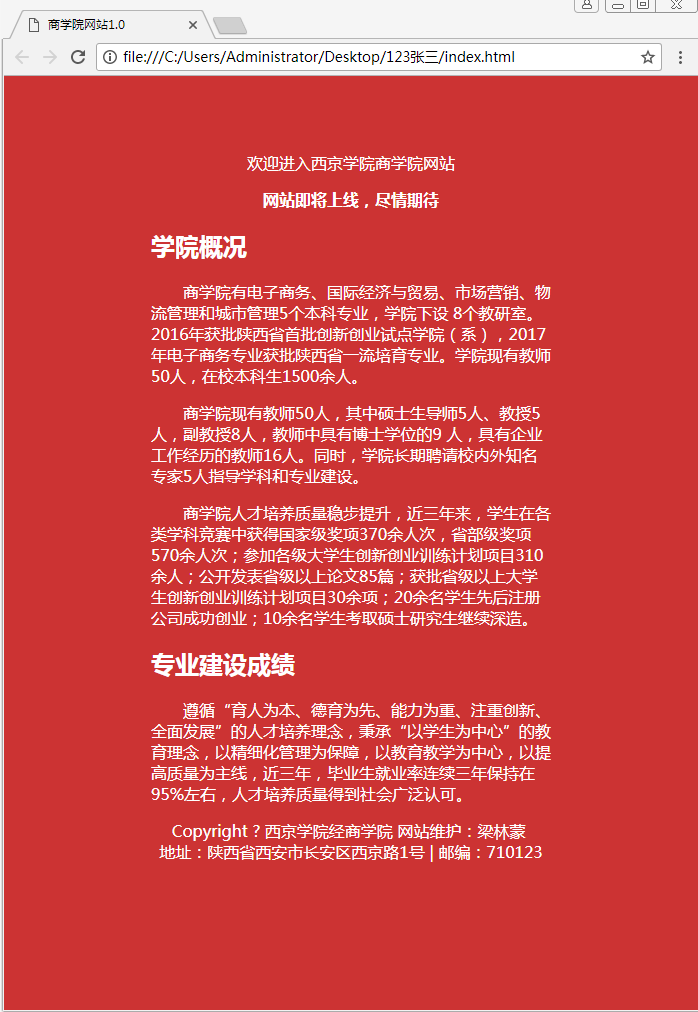 商学院网站1.0
file:///C:/Users/Administrator/Desktop/123张三/index.html
欢迎进入西京学院商学院网站
网站即将上线，尽情期待
学院概况
商学院有电子商务、国际经济与贸易、市场营销、物
流管理和城市管理5个本科专业，学院下设 8个教研室。
2016年获批陕西省首批创新创业试点学院（系），2017
年电子商务专业获批陕西省一流培育专业。学院现有教师
50人，在校本科生1500余人。
商学院现有教师50人，其中硕士生导师5人、教授5
人，副教授8人，教师中具有博士学位的9 人，具有企业
工作经历的教师16人。同时，学院长期聘请校内外知名
专家5人指导学科和专业建设。
商学院人才培养质量稳步提升，近三年来，学生在各
类学科竞赛中获得国家级奖项370余人次，省部级奖项
570余人次；参加各级大学生创新创业训练计划项目310
余人；公开发表省级以上论文85篇；获批省级以上大学
生创新创业训练计划项目30余项；20余名学生先后注册
公司成功创业；10余名学生考取硕士研究生继续深造。
专业建设成绩
遵循“育人为本、德育为先、能力为重、注重创新、
全面发展”的人才培养理念，秉承“以学生为中心”的教
育理念，以精细化管理为保障，以教育教学为中心，以提
高质量为主线，近三年，毕业生就业率连续三年保持在
95%左右，人才培养质量得到社会广泛认可。
Copyright ? 西京学院经商学院 网站维护：梁林蒙
地址：陕西省西安市长安区西京路1号 | 邮编：710123